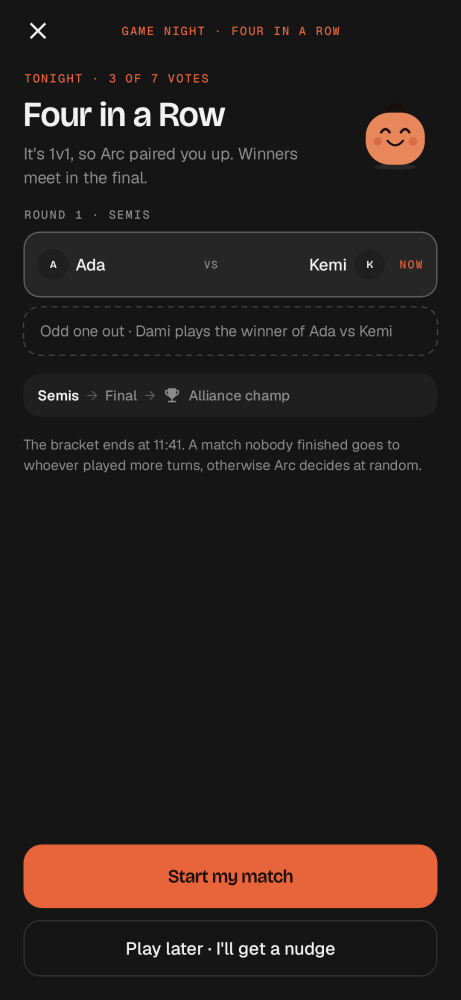 GAME NIGHT · FOUR IN A ROW
TONIGHT · 3 OF 7 VOTES
Four in a Row
It's 1v1, so Arc paired you up. Winners
meet in the final.
ROUND 1 · SEMIS
A Ada VS Kemi K NOW
Odd one out · Dami plays the winner of Ada vs Kemi
Semis → Final → Alliance champ
The bracket ends at 11:41. A match nobody finished goes to
whoever played more turns, otherwise Arc decides at random.
Start my match
Play later · I'll get a nudge